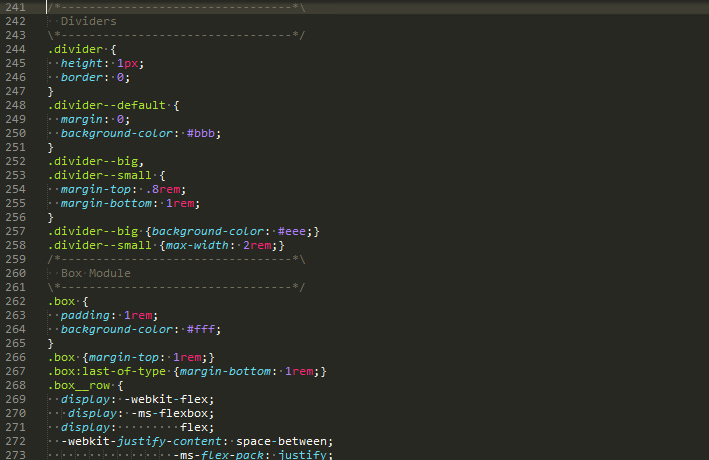 241 /*----------------------------------*\
242   Dividers
243 \*----------------------------------*/
244 .divider {
245   height: 1px;
246   border: 0;
247 }
248 .divider--default {
249   margin: 0;
250   background-color: #bbb;
251 }
252 .divider--big,
253 .divider--small {
254   margin-top: .8rem;
255   margin-bottom: 1rem;
256 }
257 .divider--big {background-color: #eee;}
258 .divider--small {max-width: 2rem;}
259 /*----------------------------------*\
260   Box Module
261 \*----------------------------------*/
262 .box {
263   padding: 1rem;
264   background-color: #fff;
265 }
266 .box {margin-top: 1rem;}
267 .box:last-of-type {margin-bottom: 1rem;}
268 .box__row {
269   display: -webkit-flex;
270    display: -ms-flexbox;
271   display:         flex;
272   -webkit-justify-content: space-between;
273                   -ms-flex-pack: justify;